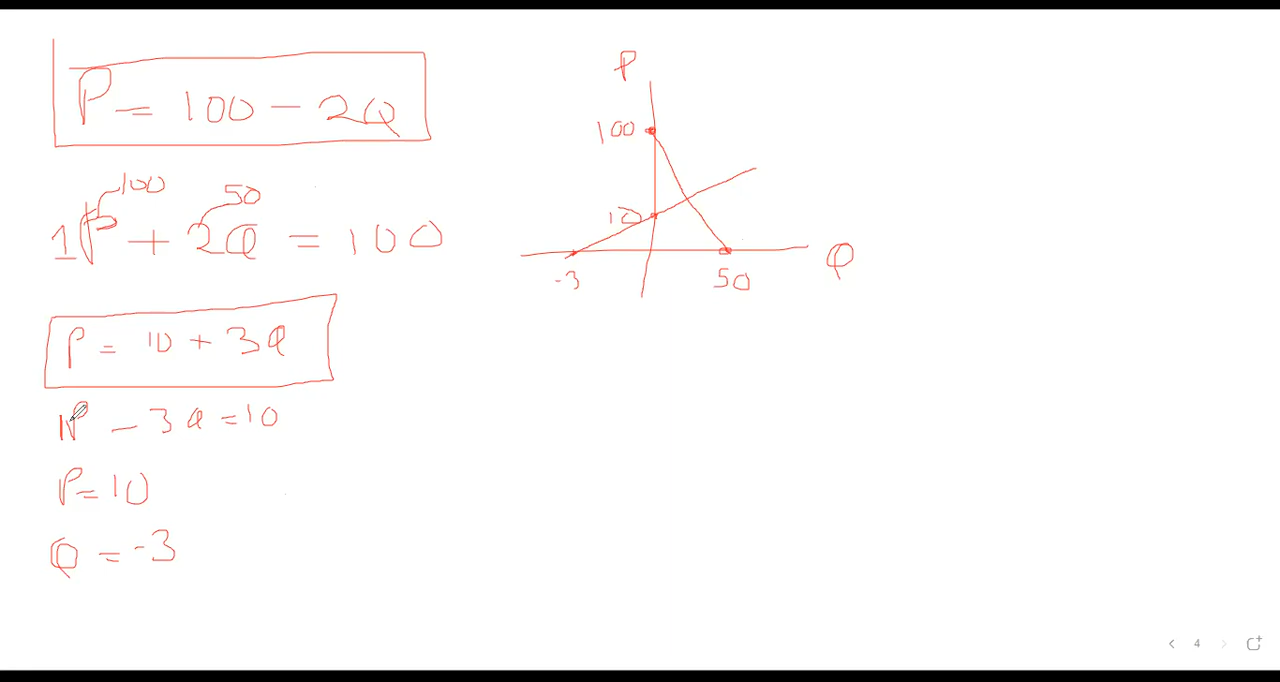 P = 100 - 2Q
100
50
1P + 2Q = 100
P = 10 + 3Q
1P - 3Q = 10
P = 10
Q = -3
P
100
10
-3
50
Q
4